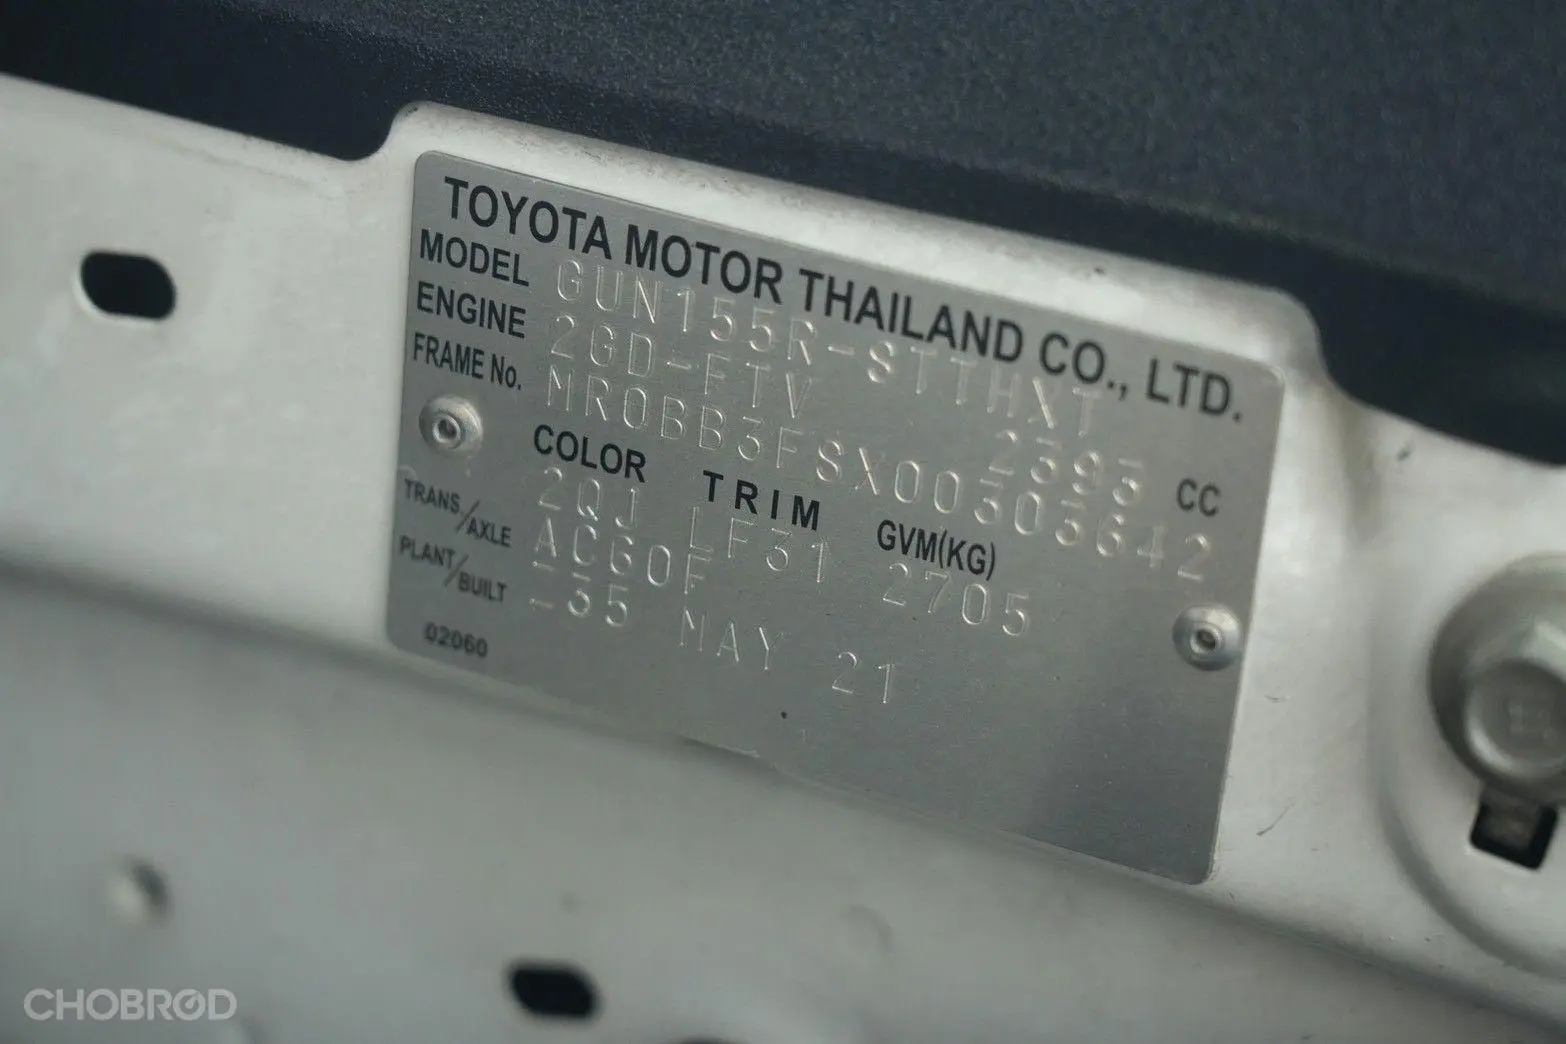 TOYOTA MOTOR THAILAND CO., LTD.
MODEL GUN155R-STTHXT
ENGINE 2GD-FTV 2393 CC
FRAME No. MR0BB3FSX00303642
COLOR TRIM GVM(KG)
2QJ LF31 2705
TRANS/AXLE AC60F
PLANT/BUILT -35 MAY 21
02060
CHOBROD